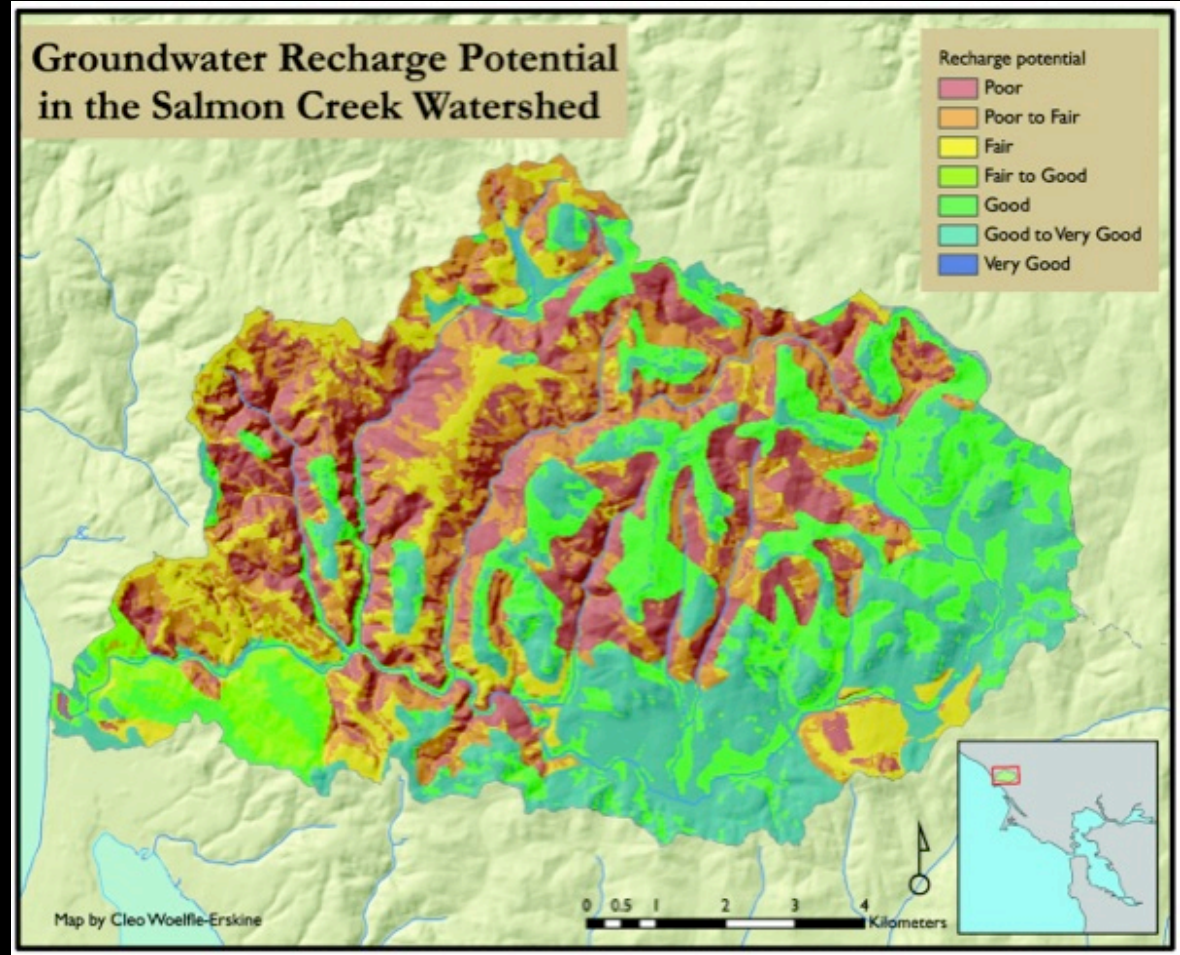 Groundwater Recharge Potential
in the Salmon Creek Watershed
Recharge potential
Poor
Poor to Fair
Fair
Fair to Good
Good
Good to Very Good
Very Good
Map by Cleo Woelfle-Erskine
0 0.5 1 2 3 4
Kilometers